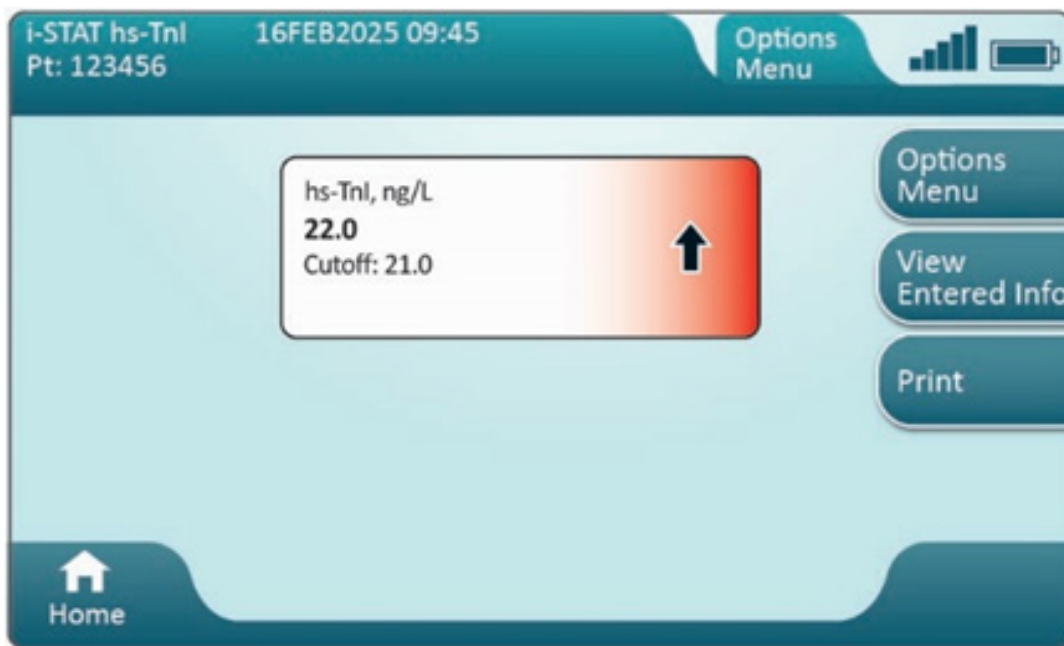 i-STAT hs-TnI 16FEB2025 09:45
Pt: 123456
Options
Menu
hs-TnI, ng/L
22.0
Cutoff: 21.0
Options
Menu
View
Entered Info
Print
Home